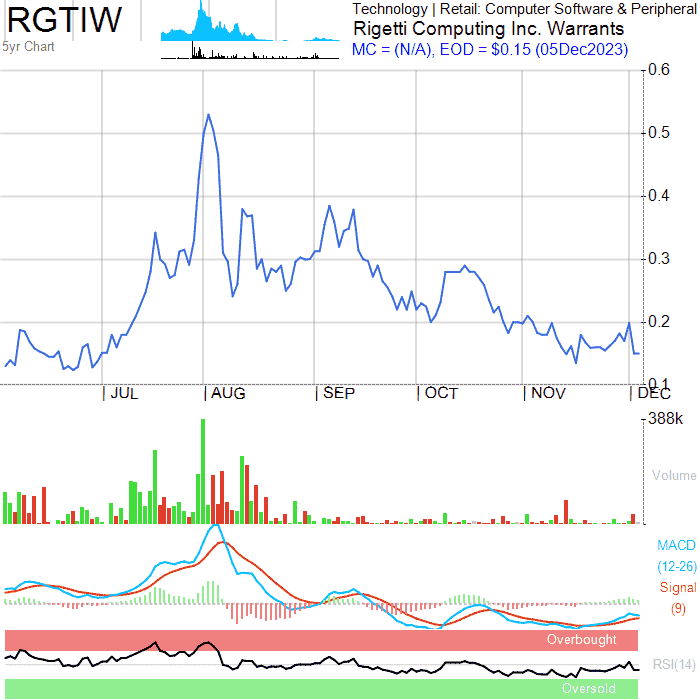 RGTIW
5yr Chart
Technology | Retail: Computer Software & Peripheral
Rigetti Computing Inc. Warrants
MC = (N/A), EOD = $0.15 (05Dec2023)
0.6
0.5
0.4
0.3
0.2
0.1
| JUL | AUG | SEP | OCT | NOV | DEC
388k
Volume
MACD
(12-26)
Signal
(9)
Overbought
RSI(14)
Oversold